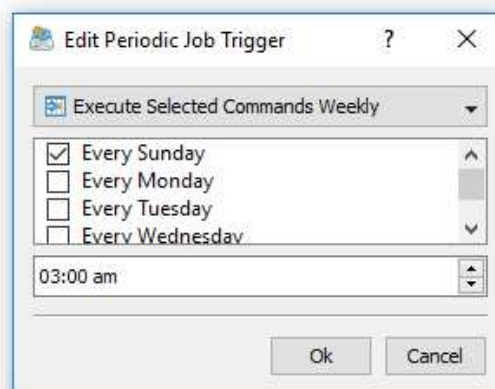 Edit Periodic Job Trigger ?
Execute Selected Commands Weekly
Every Sunday
Every Monday
Every Tuesday
Every Wednesday
03:00 am
Ok Cancel